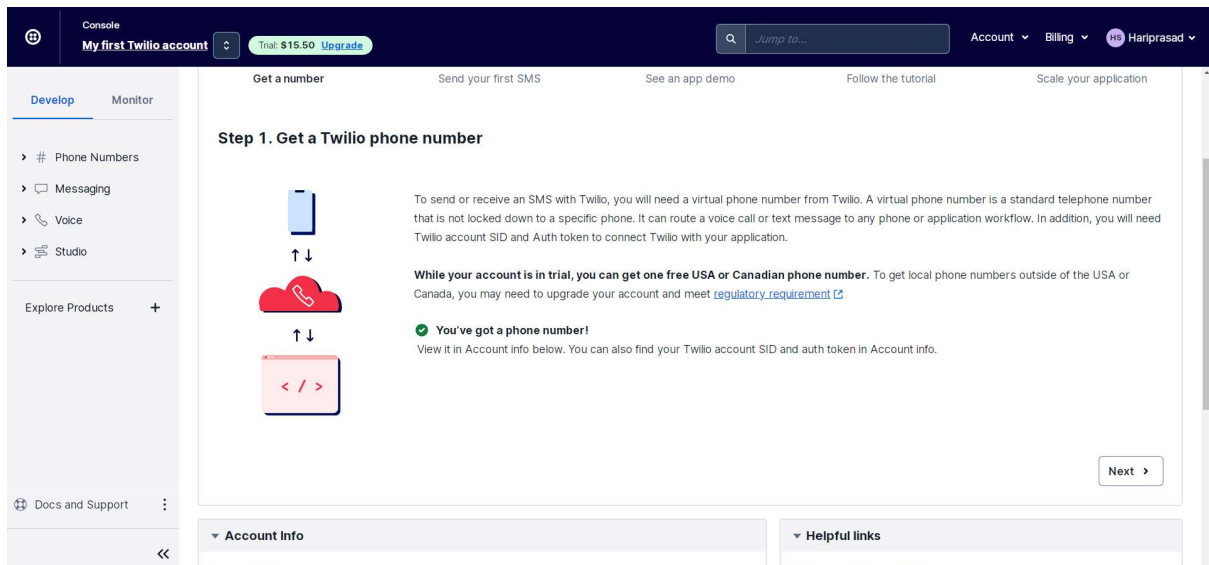 Console
My first Twilio account
Trial: $15.50 Upgrade
Jump to...
Account
Billing
HS Hariprasad
Develop Monitor
# Phone Numbers
Messaging
Voice
Studio
Explore Products +
Docs and Support
Get a number Send your first SMS See an app demo Follow the tutorial Scale your application
Step 1. Get a Twilio phone number
To send or receive an SMS with Twilio, you will need a virtual phone number from Twilio. A virtual phone number is a standard telephone number
that is not locked down to a specific phone. It can route a voice call or text message to any phone or application workflow. In addition, you will need
Twilio account SID and Auth token to connect Twilio with your application.
While your account is in trial, you can get one free USA or Canadian phone number. To get local phone numbers outside of the USA or
Canada, you may need to upgrade your account and meet regulatory requirement
You've got a phone number!
View it in Account info below. You can also find your Twilio account SID and auth token in Account info.
< / >
Next
Account Info
Helpful links